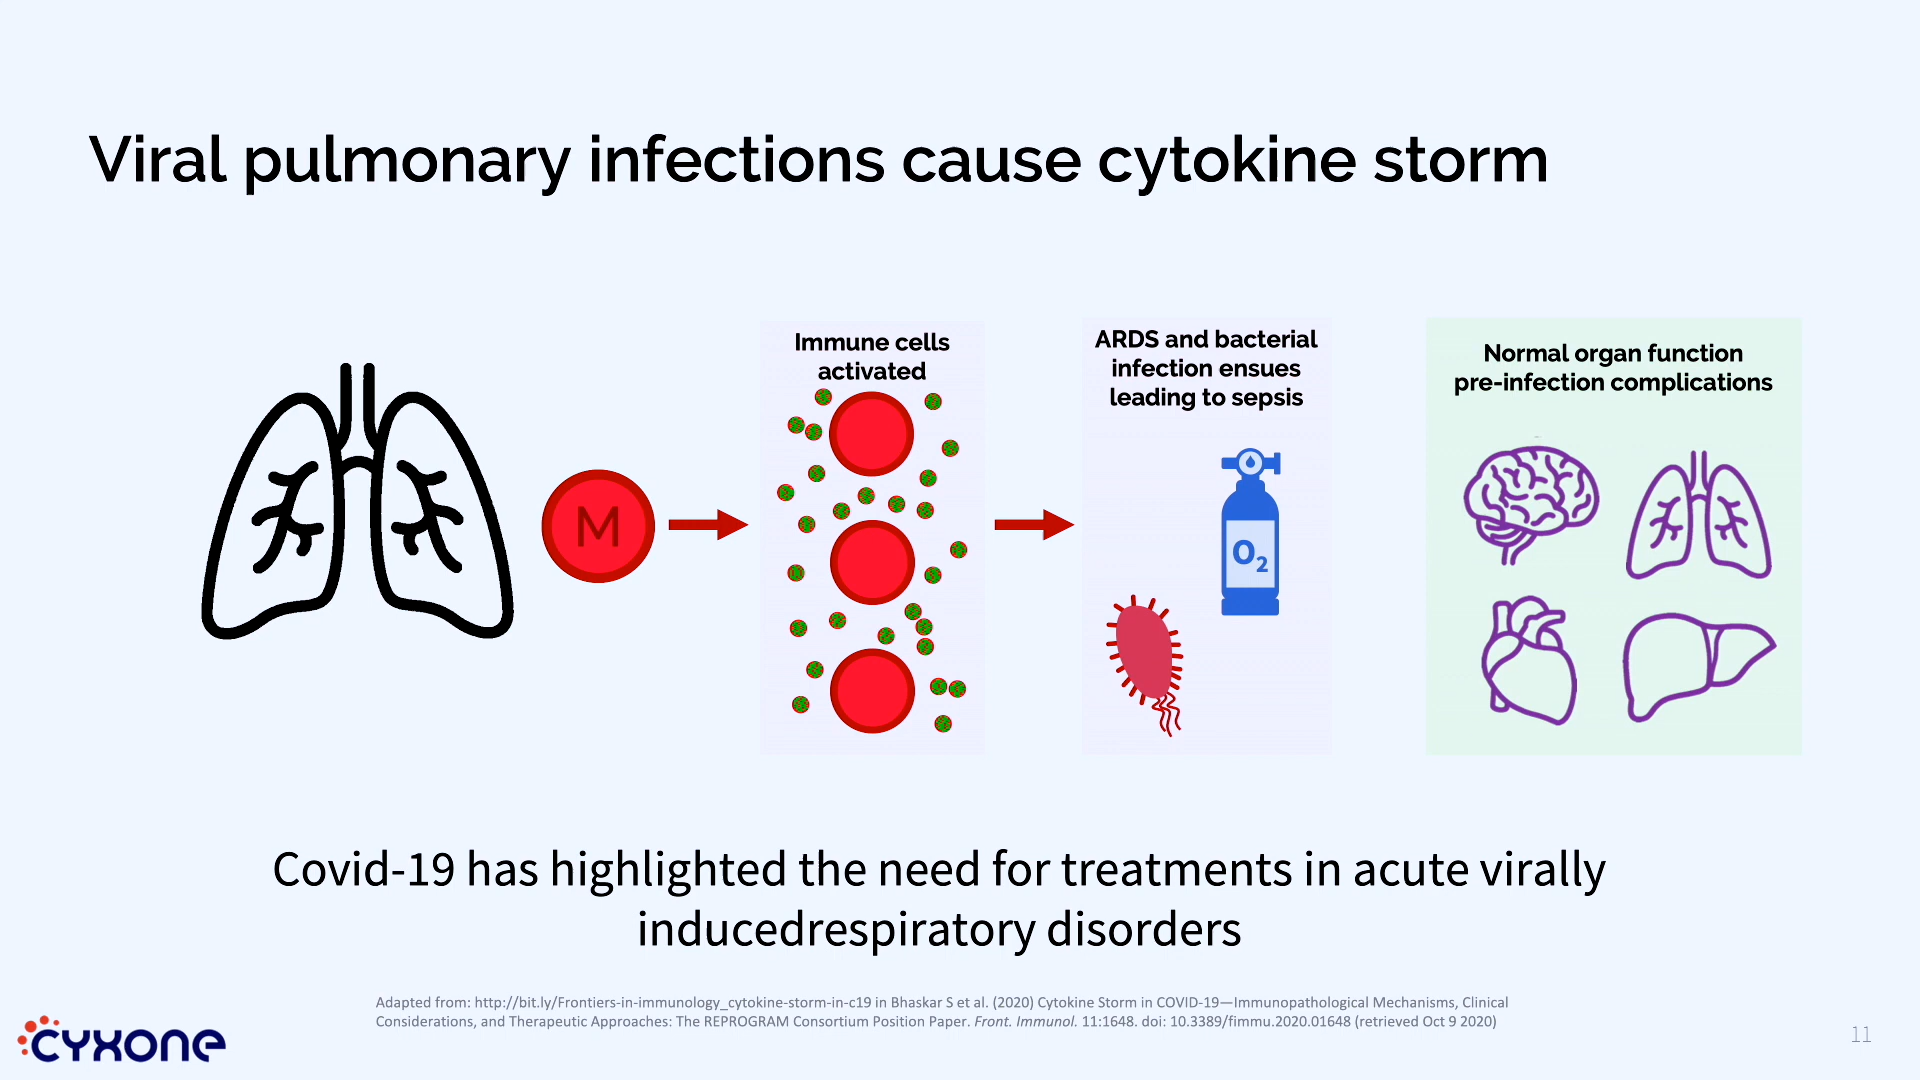 Viral pulmonary infections cause cytokine storm
M
Immune cells
activated
ARDS and bacterial
infection ensues
leading to sepsis
O₂
Normal organ function
pre-infection complications
Covid-19 has highlighted the need for treatments in acute virally
inducedrespiratory disorders
Adapted from: http://bit.ly/Frontiers-in-immunology_cytokine-storm-in-c19 in Bhaskar S et al. (2020) Cytokine Storm in COVID-19—Immunopathological Mechanisms, Clinical
Considerations, and Therapeutic Approaches: The REPROGRAM Consortium Position Paper. Front. Immunol. 11:1648. doi: 10.3389/fimmu.2020.01648 (retrieved Oct 9 2020)
CYXONE
11